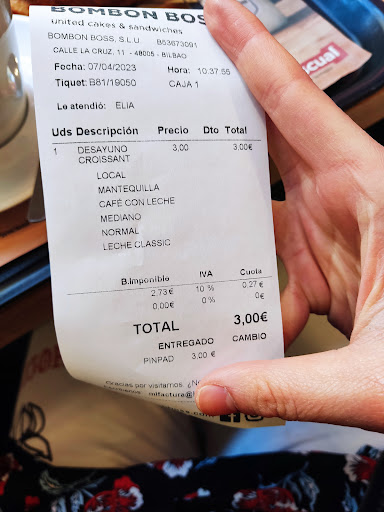 BOMBON BOSS
united cakes & sandwiches
BOMBON BOSS, S.L.U. B53673091
CALLE LA CRUZ, 11 - 48005 - BILBAO
Fecha: 07/04/2023 Hora: 10:37:55
Tiquet: B81/19050 CAJA 1
Le atendió: ELIA
Uds Descripción Precio Dto Total
1 DESAYUNO 3,00 3,00€
CROISSANT
LOCAL
MANTEQUILLA
CAFÉ CON LECHE
MEDIANO
NORMAL
LECHE CLASSIC
B.Imponible IVA Cuota
2,73€ 10 % 0,27 €
0,00€ 0 % 0€
TOTAL 3,00€
ENTREGADO CAMBIO
PINPAD 3,00 €
Gracias por visitarnos.
mifactura@